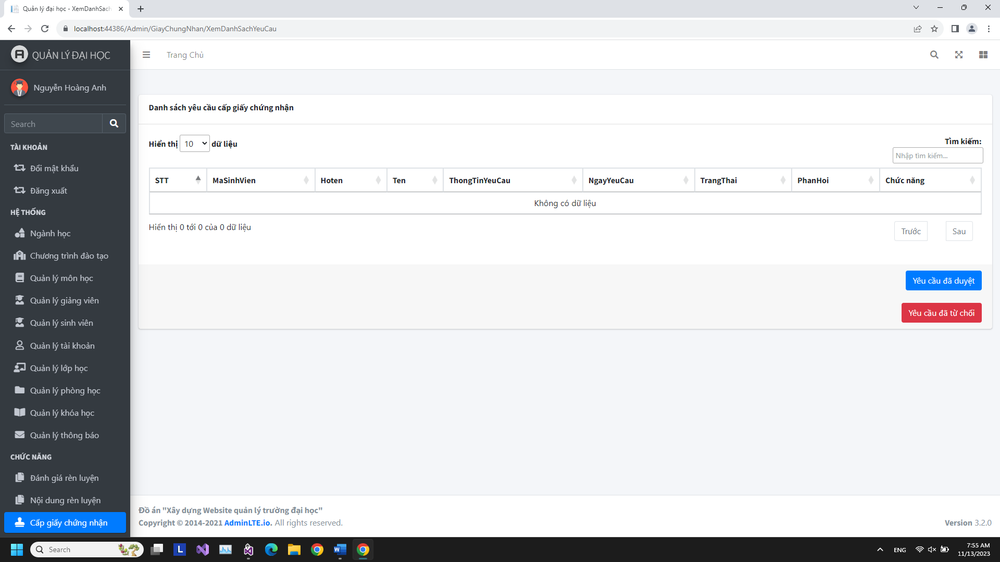 Quản lý đại học - XemDanhSach
localhost:44386/Admin/GiayChungNhan/XemDanhSachYeuCau
QUẢN LÝ ĐẠI HỌC
Trang Chủ
Nguyễn Hoàng Anh
Search
TÀI KHOẢN
Đổi mật khẩu
Đăng xuất
HỆ THỐNG
Ngành học
Chương trình đào tạo
Quản lý môn học
Quản lý giảng viên
Quản lý sinh viên
Quản lý tài khoản
Quản lý lớp học
Quản lý phòng học
Quản lý khóa học
Quản lý thông báo
CHỨC NĂNG
Đánh giá rèn luyện
Nội dung rèn luyện
Cấp giấy chứng nhận
Danh sách yêu cầu cấp giấy chứng nhận
Hiển thị 10 dữ liệu
Tìm kiếm:
Nhập tìm kiếm...
STT MaSinhVien Hoten Ten ThongTinYeuCau NgayYeuCau TrangThai PhanHoi Chức năng
Không có dữ liệu
Hiển thị 0 tới 0 của 0 dữ liệu
Trước Sau
Yêu cầu đã duyệt
Yêu cầu đã từ chối
Đồ án "Xây dựng Website quản lý trường đại học"
Copyright © 2014-2021 AdminLTE.io. All rights reserved.
Version 3.2.0
Search
L
W
ENG
7:55 AM
11/13/2023